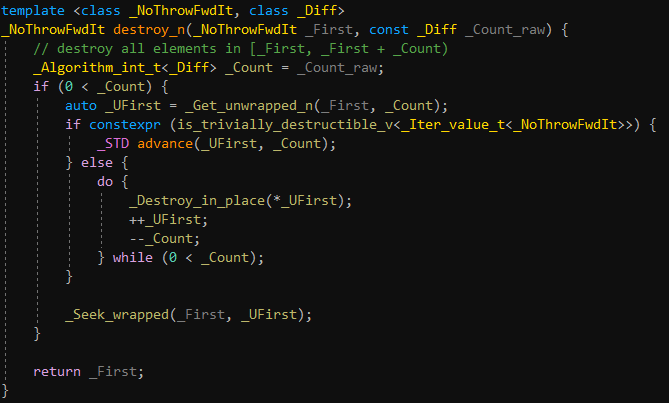 template <class _NoThrowFwdIt, class _Diff>
_NoThrowFwdIt destroy_n(_NoThrowFwdIt _First, const _Diff _Count_raw) {
    // destroy all elements in [_First, _First + _Count)
    _Algorithm_int_t<_Diff> _Count = _Count_raw;
    if (0 < _Count) {
        auto _UFirst = _Get_unwrapped_n(_First, _Count);
        if constexpr (is_trivially_destructible_v<_Iter_value_t<_NoThrowFwdIt>>) {
            _STD advance(_UFirst, _Count);
        } else {
            do {
                _Destroy_in_place(*_UFirst);
                ++_UFirst;
                --_Count;
            } while (0 < _Count);
        }

        _Seek_wrapped(_First, _UFirst);
    }

    return _First;
}